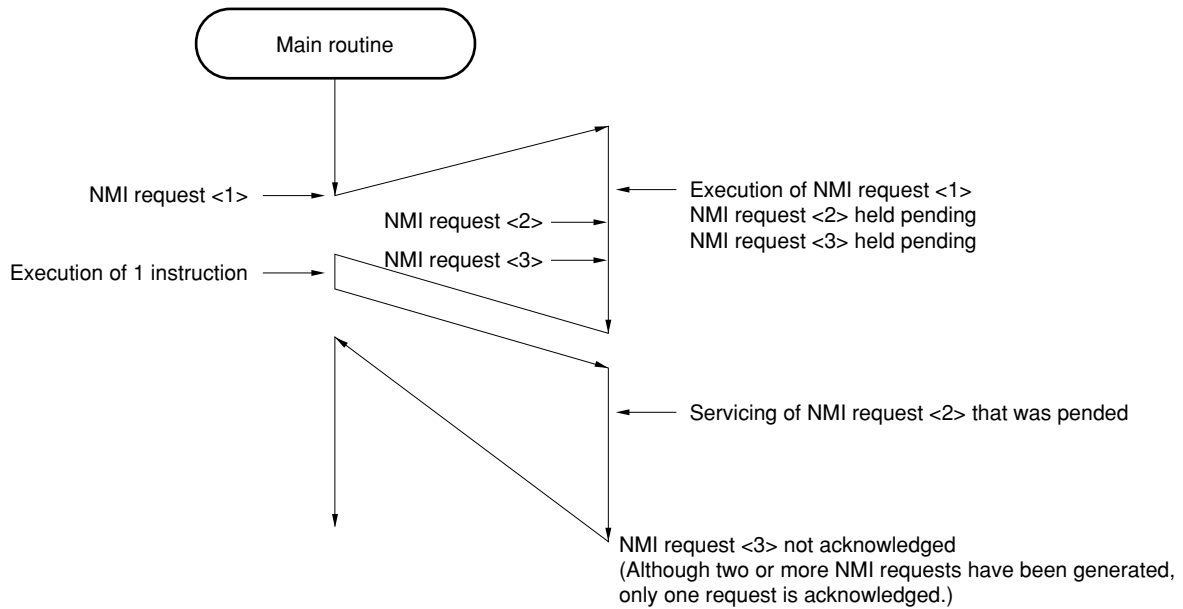 Main routine
NMI request <1>
Execution of NMI request <1>
NMI request <2> held pending
NMI request <3> held pending
NMI request <2>
NMI request <3>
Execution of 1 instruction
Servicing of NMI request <2> that was pended
NMI request <3> not acknowledged
(Although two or more NMI requests have been generated,
only one request is acknowledged.)